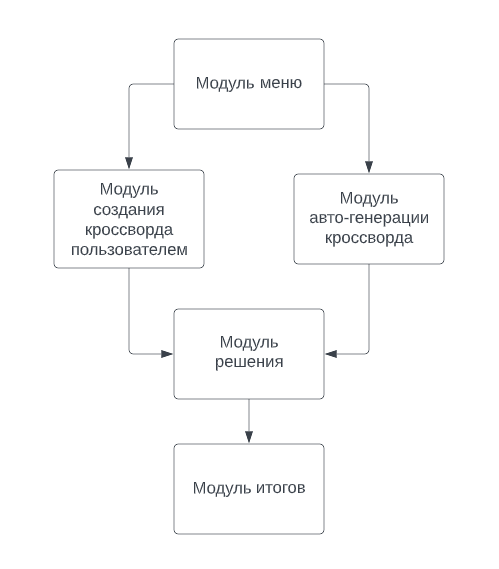 Модуль меню
Модуль
создания
кроссворда
пользователем
Модуль
авто-генерации
кроссворда
Модуль
решения
Модуль итогов